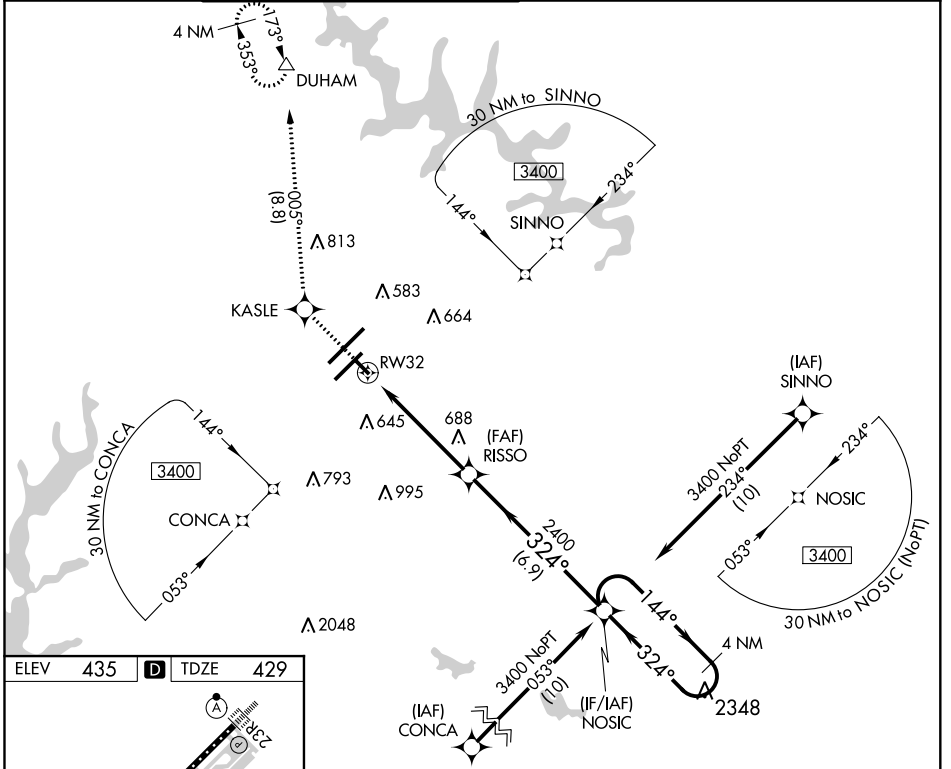 4 NM
173°
353°
DUHAM
30 NM to SINNO
3400
144°
234°
SINNO
005°
(8.8)
813
583
664
KASLE
RW32
(IAF)
SINNO
645
688
(FAF)
RISSO
30 NM to CONCA
144°
3400
793
995
CONCA
053°
3400 NoPT
234°
(10)
234°
NOSIC
053°
3400
30 NM to NOSIC (NoPT)
2400
324°
(6.9)
144°
324°
4 NM
2348
2048
3400 NoPT
053°
(10)
(IAF)
CONCA
(IF/IAF)
NOSIC
ELEV 435 D TDZE 429
A
23R
P